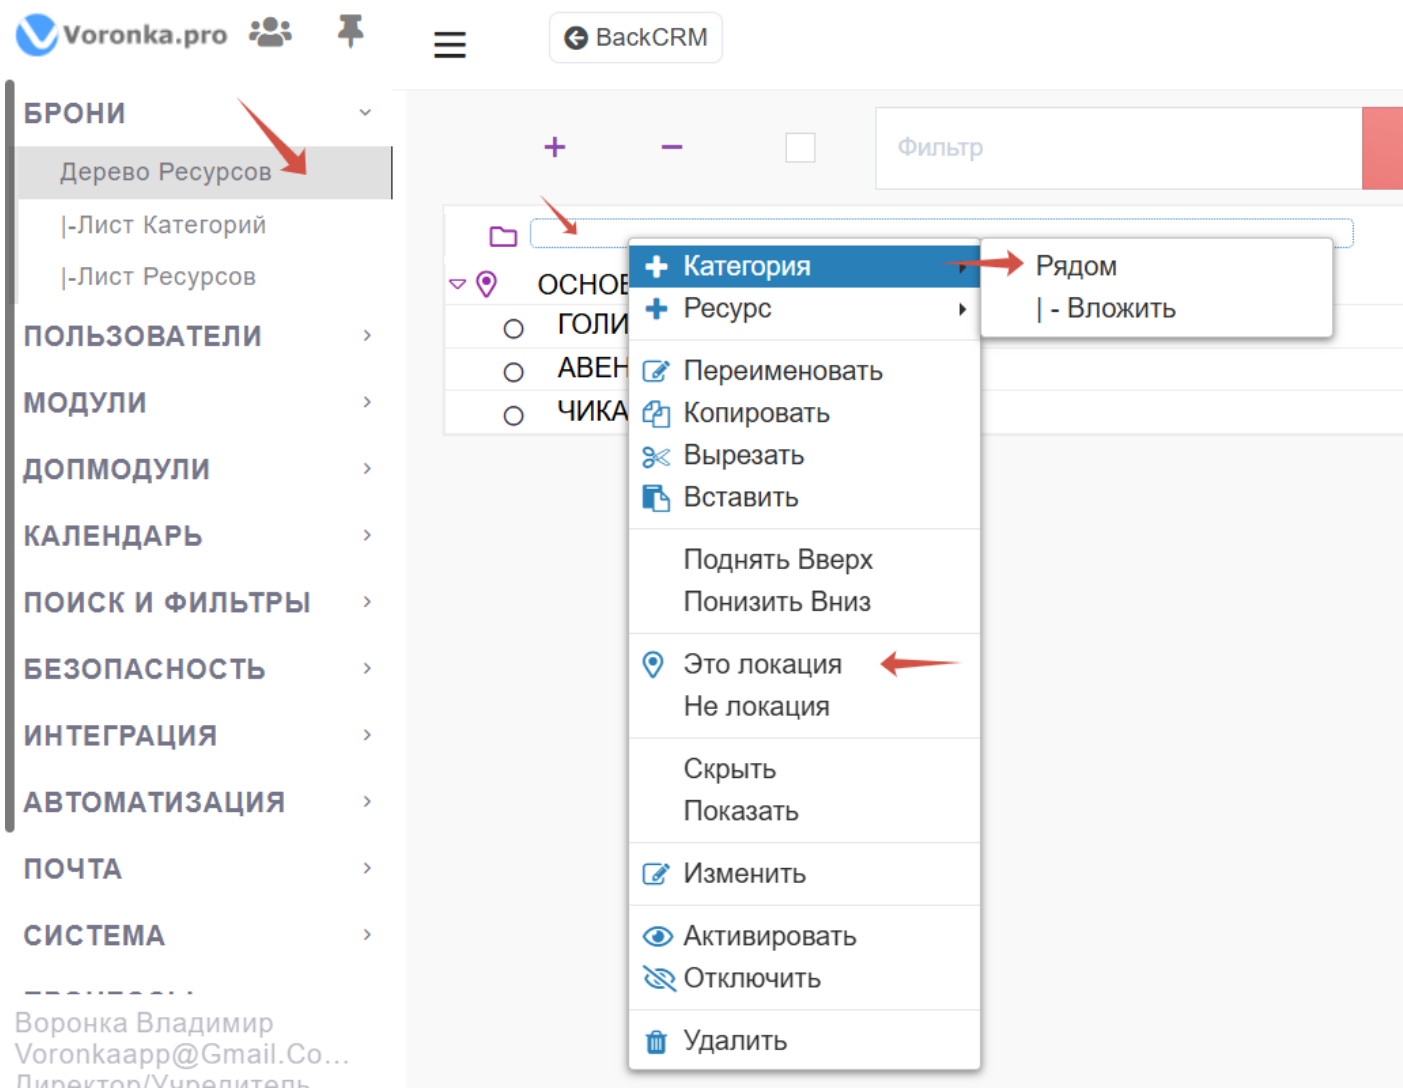 Voronka.pro
BackCRM
БРОНИ
Дерево Ресурсов
|-Лист Категорий
|-Лист Ресурсов
ПОЛЬЗОВАТЕЛИ
МОДУЛИ
ДОПМОДУЛИ
КАЛЕНДАРЬ
ПОИСК И ФИЛЬТРЫ
БЕЗОПАСНОСТЬ
ИНТЕГРАЦИЯ
АВТОМАТИЗАЦИЯ
ПОЧТА
СИСТЕМА
Воронка Владимир
Voronkaapp@Gmail.Co...
Директор/Учредитель
Фильтр
ОСНОВ
ГОЛИ
АВЕН
ЧИКА
Категория
Ресурс
Переименовать
Копировать
Вырезать
Вставить
Поднять Вверх
Понизить Вниз
Это локация
Не локация
Скрыть
Показать
Изменить
Активировать
Отключить
Удалить
Рядом
| - Вложить